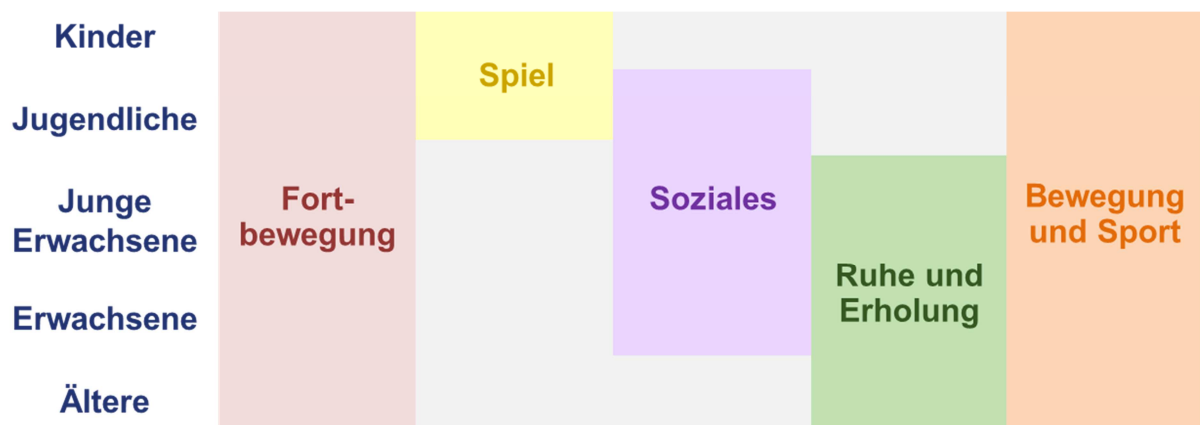 Kinder
Jugendliche
Junge
Erwachsene
Erwachsene
Ältere
Fort-
bewegung
Spiel
Soziales
Ruhe und
Erholung
Bewegung
und Sport